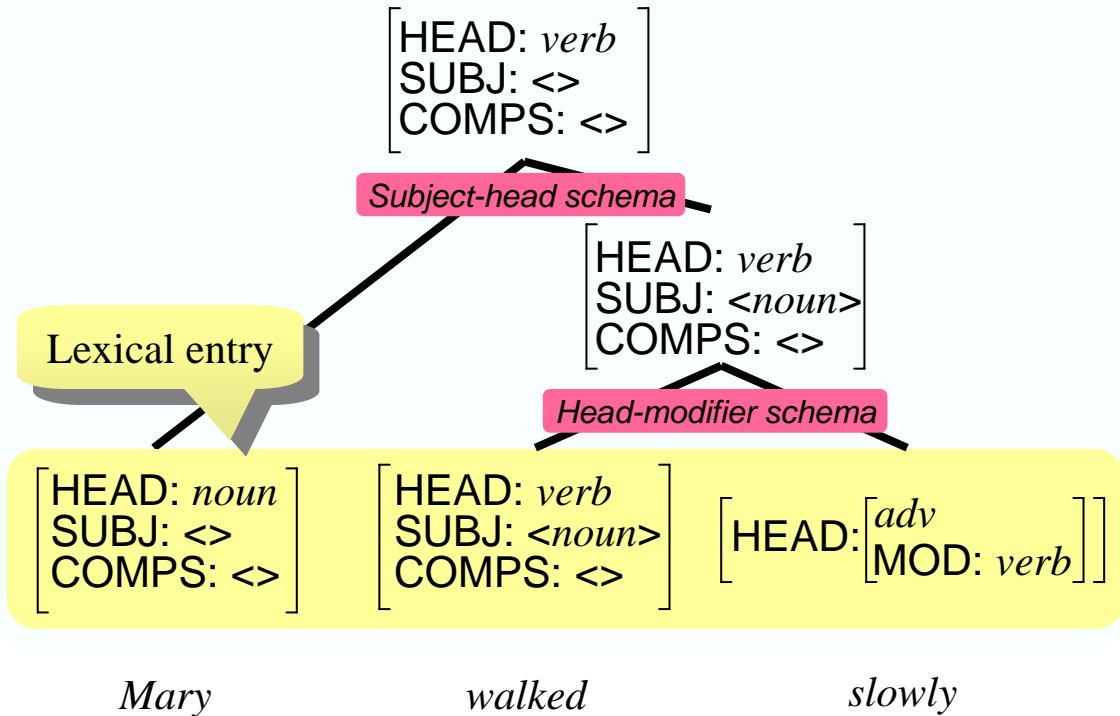 HEAD: verb
SUBJ: <>
COMPS: <>
Subject-head schema
HEAD: verb
SUBJ: <noun>
COMPS: <>
Lexical entry
Head-modifier schema
HEAD: noun
SUBJ: <>
COMPS: <>
HEAD: verb
SUBJ: <noun>
COMPS: <>
HEAD:
adv
MOD: verb
Mary
walked
slowly